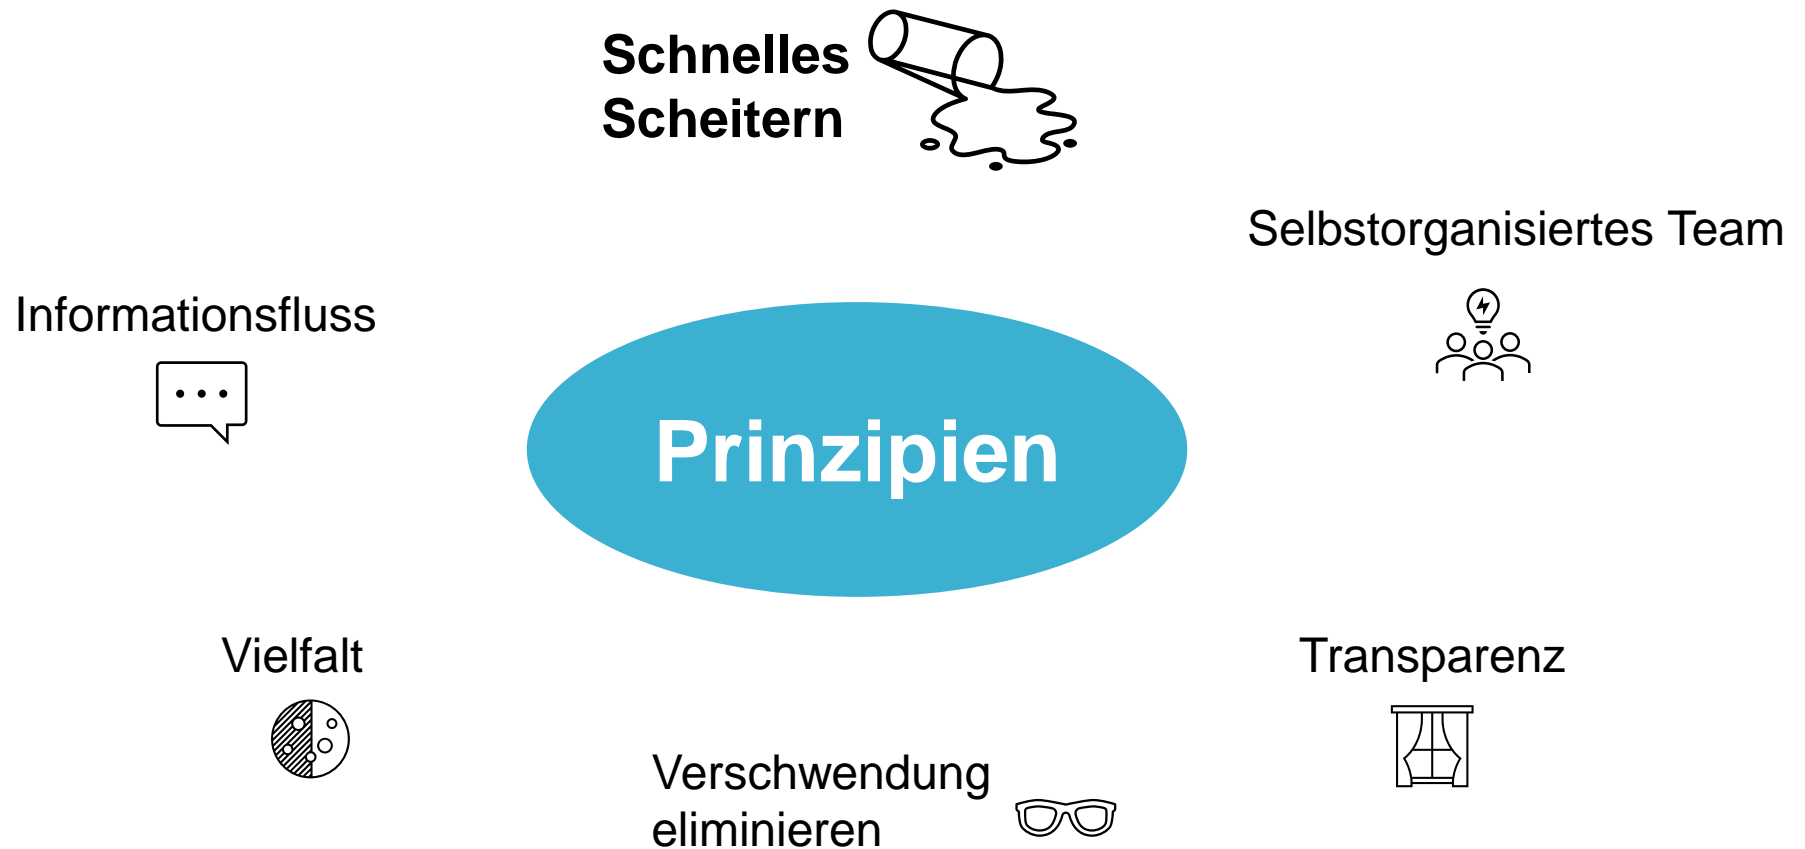 Schnelles
Scheitern
Selbstorganisiertes Team
Informationsfluss
Prinzipien
Vielfalt
Transparenz
Verschwendung
eliminieren